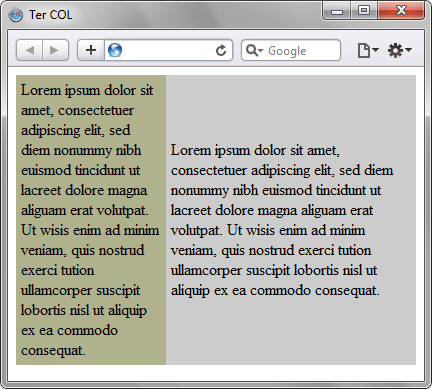 Ter COL
Google
Lorem ipsum dolor sit
amet, consectetuer
adipiscing elit, sed
diem nonummy nibh
euismod tincidunt ut
lacreet dolore magna
aliguam erat volutpat.
Ut wisis enim ad minim
veniam, quis nostrud
exerci tution
ullamcorper suscipit
lobortis nisl ut aliquip
ex ea commodo
consequat.
Lorem ipsum dolor sit amet,
consectetuer adipiscing elit, sed diem
nonummy nibh euismod tincidunt ut
lacreet dolore magna aliguam erat
volutpat. Ut wisis enim ad minim
veniam, quis nostrud exerci tution
ullamcorper suscipit lobortis nisl ut
aliquip ex ea commodo consequat.